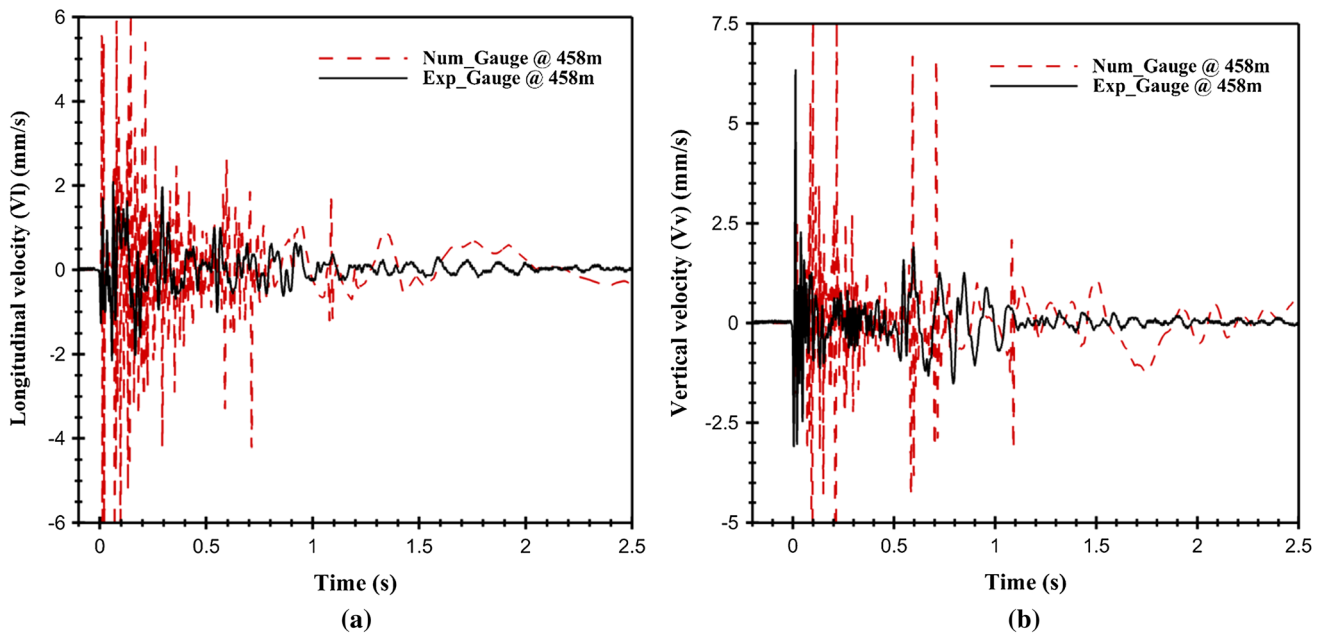 6
4
2
0
-2
-4
-6
Longitudinal velocity (Vl) (mm/s)
Num_Gauge @ 458m
Exp_Gauge @ 458m
0
0.5
1
1.5
2
2.5
Time (s)
(a)
7.5
5
2.5
0
-2.5
-5
Vertical velocity (Vv) (mm/s)
Num_Gauge @ 458m
Exp_Gauge @ 458m
0
0.5
1
1.5
2
2.5
Time (s)
(b)